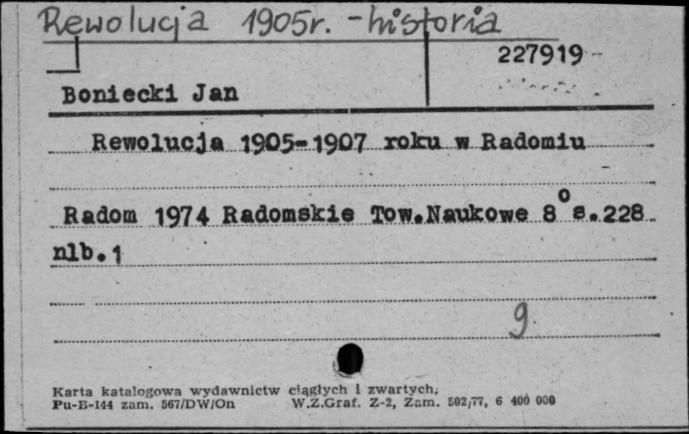 Rewolucja 1905r. - historia
227919
Boniecki Jan
Rewolucja 1905-1907 roku w Radomiu
Radom 1974 Radomskie Tow.Naukowe 8° s.228
nlb.1
9
Karta katalogowa wydawnictw ciągłych i zwartych.
Pu-B-144 zam. 567/DW/On W.Z.Graf. Z-2, Zam. 502/77, 6 400 000